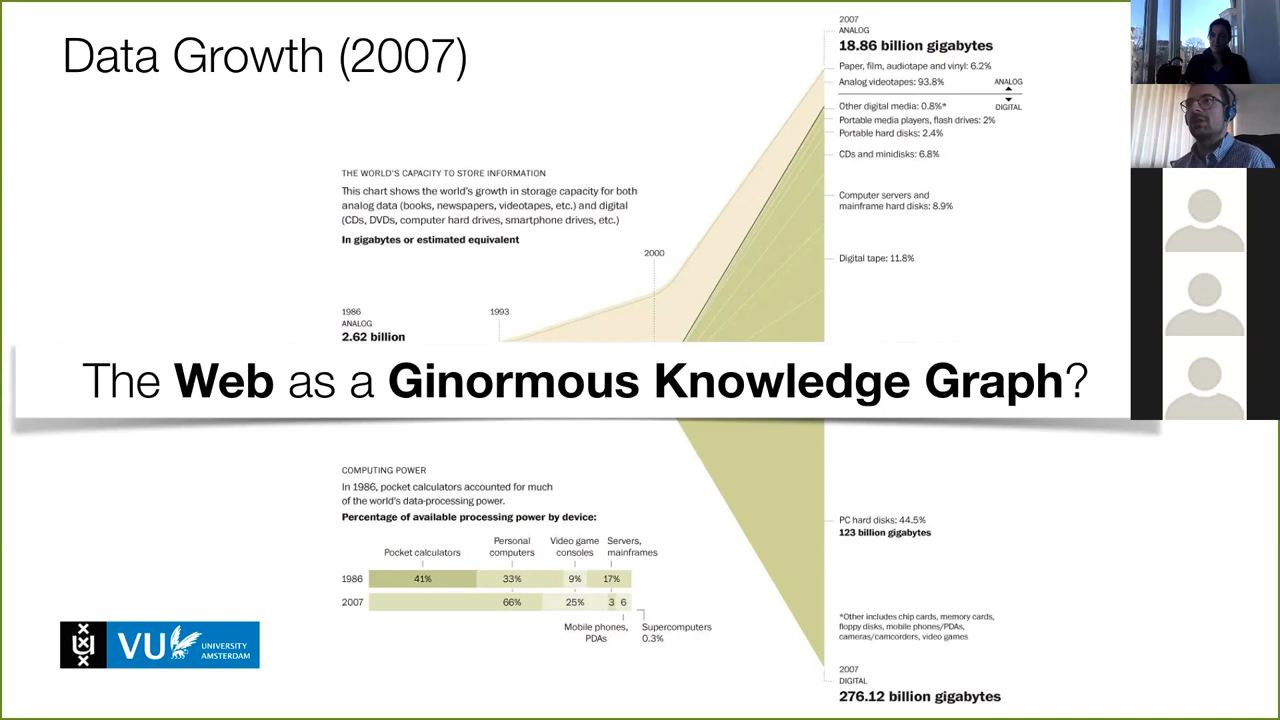 Data Growth (2007)
2007
ANALOG
18.86 billion gigabytes
Paper, film, audiotape and vinyl: 6.2%
Analog videotapes: 93.8%
ANALOG
DIGITAL
Other digital media: 0.8%*
Portable media players, flash drives: 2%
Portable hard disks: 2.4%
CDs and minidisks: 6.8%
Computer servers and
mainframe hard disks: 8.9%
Digital tape: 11.8%
THE WORLD'S CAPACITY TO STORE INFORMATION
This chart shows the world's growth in storage capacity for both
analog data (books, newspapers, videotapes, etc.) and digital
(CDs, DVDs, computer hard drives, smartphone drives, etc.)
In gigabytes or estimated equivalent
2000
1993
1986
ANALOG
2.62 billion
The Web as a Ginormous Knowledge Graph?
COMPUTING POWER
In 1986, pocket calculators accounted for much
of the world's data-processing power.
Percentage of available processing power by device:
Pocket calculators
Personal
computers
Video game
consoles
Servers,
mainframes
1986 41% 33% 9% 17%
2007 66% 25% 3 6
Mobile phones,
PDAs
Supercomputers
0.3%
PC hard disks: 44.5%
123 billion gigabytes
*Other includes chip cards, memory cards,
floppy disks, mobile phones/PDAs,
cameras/camcorders, video games
2007
DIGITAL
276.12 billion gigabytes
VU
UNIVERSITY
AMSTERDAM